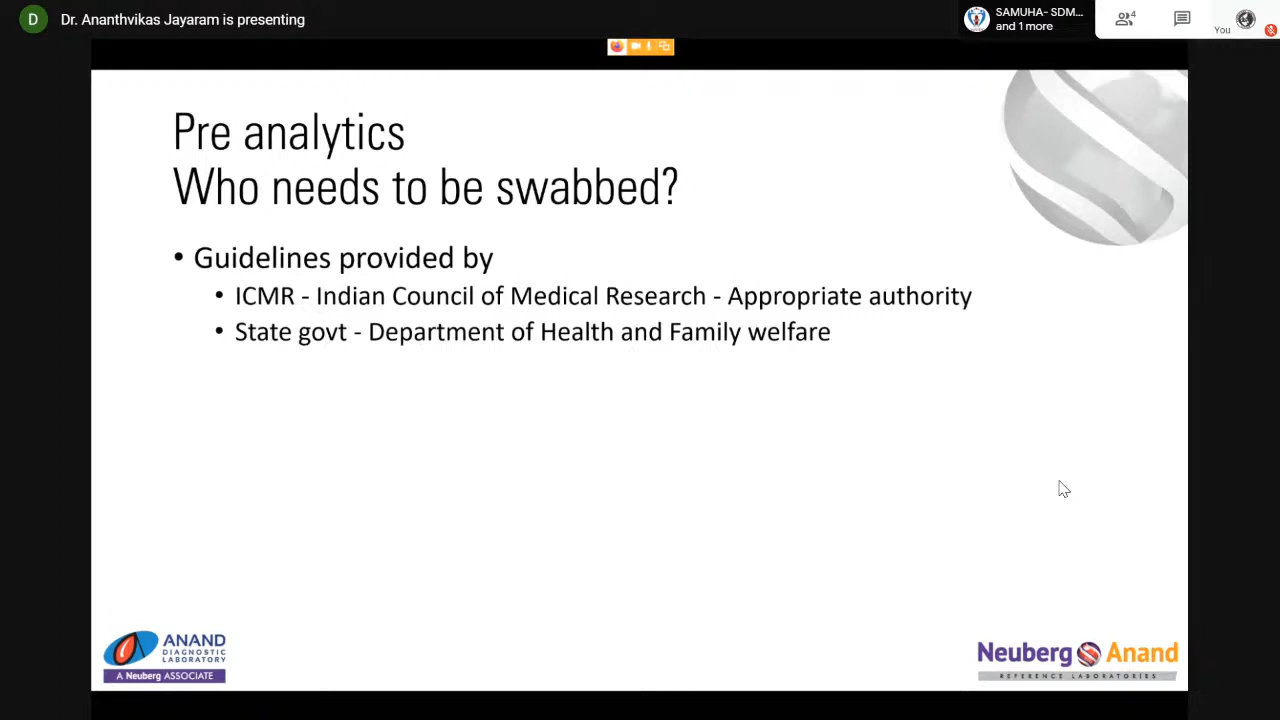 D
Dr. Ananthvikas Jayaram is presenting
SAMUHA- SDM...
and 1 more
4
You
Pre analytics
Who needs to be swabbed?
• Guidelines provided by
• ICMR - Indian Council of Medical Research - Appropriate authority
• State govt - Department of Health and Family welfare
ANAND
DIAGNOSTIC
LABORATORY
A Neuberg ASSOCIATE
Neuberg Anand
REFERENCE LABORATORIES